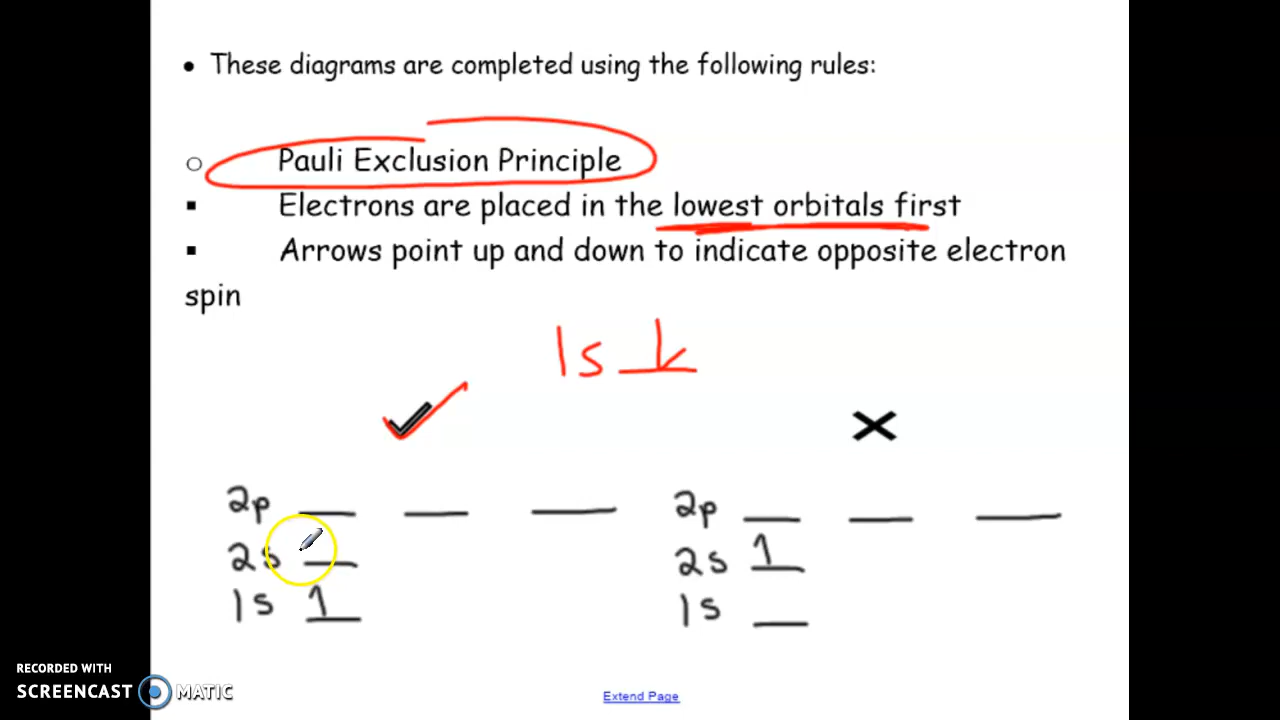 • These diagrams are completed using the following rules:
○ Pauli Exclusion Principle
▪ Electrons are placed in the lowest orbitals first
▪ Arrows point up and down to indicate opposite electron
spin
1s
2p
2s
1s 1
2p
2s 1
1s
RECORDED WITH
SCREENCAST MATIC
Extend Page